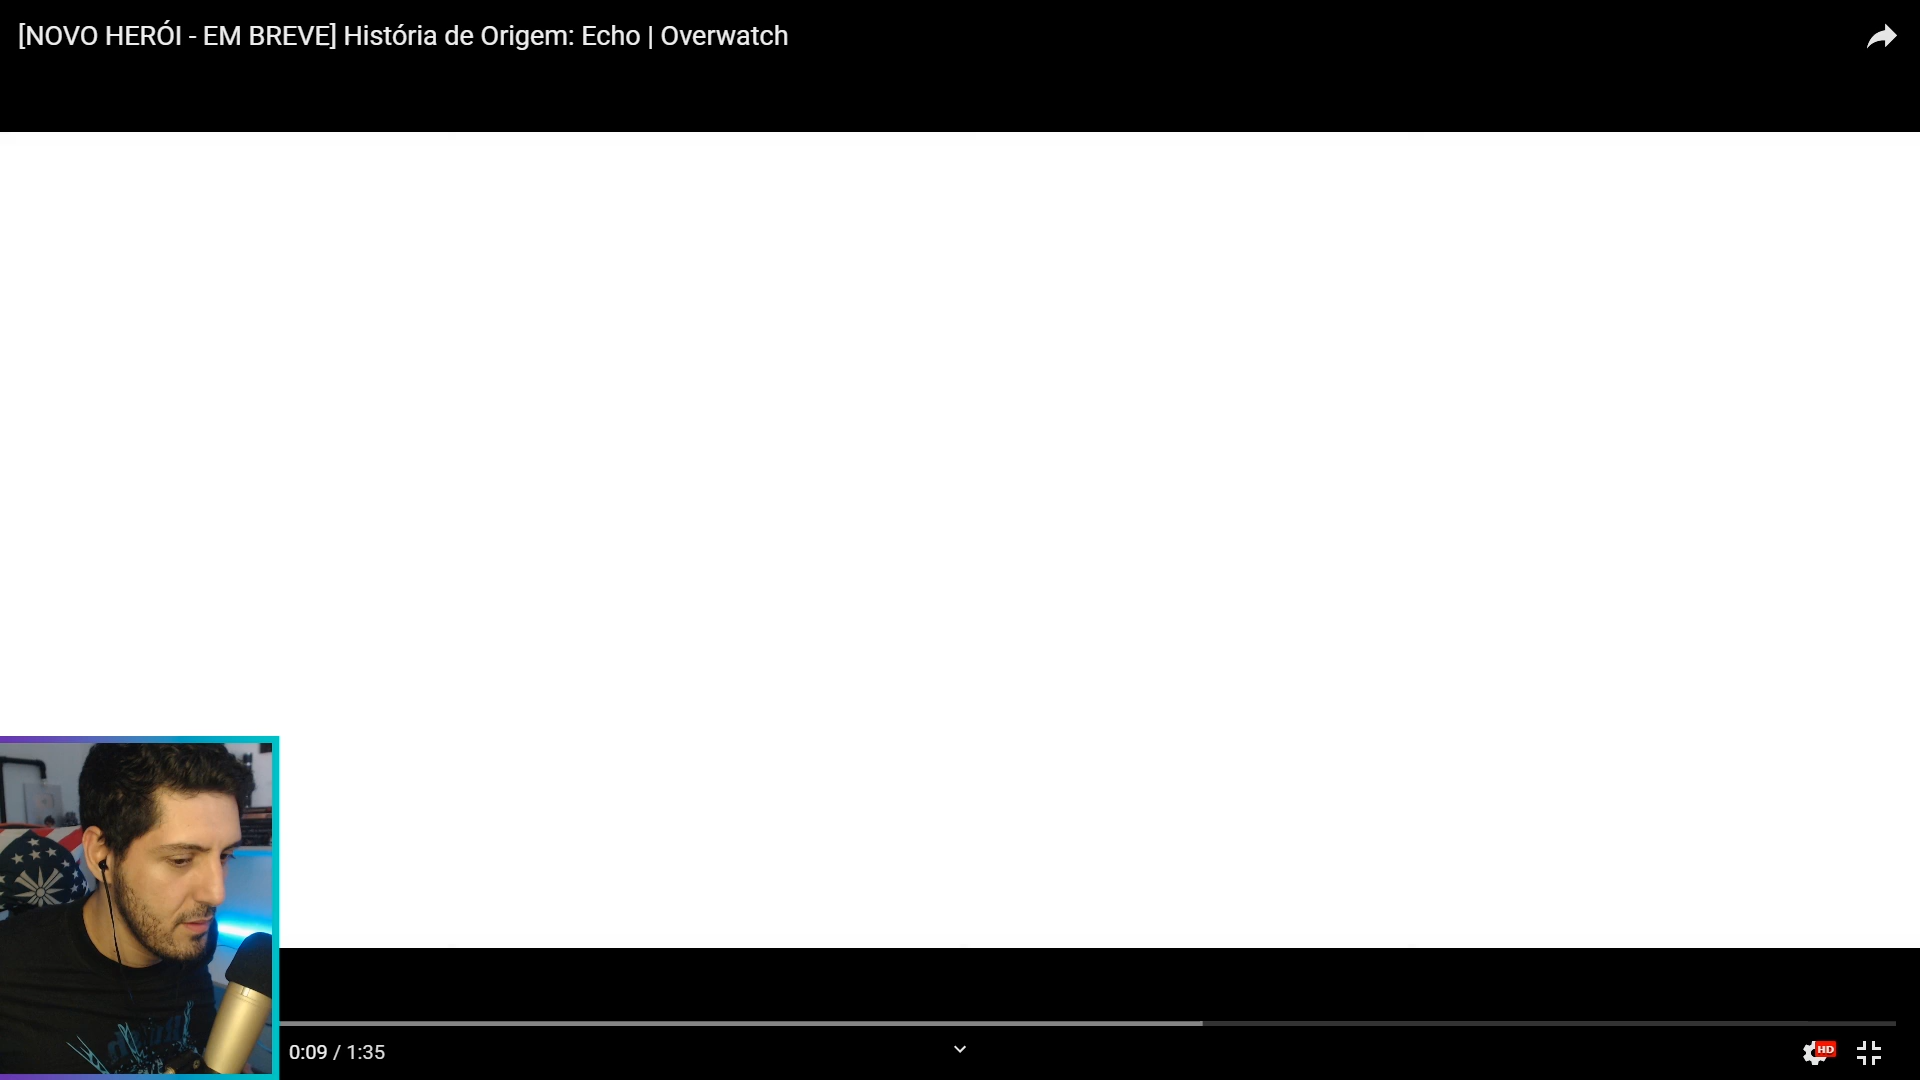 [NOVO HERÓI - EM BREVE] História de Origem: Echo | Overwatch
0:09 / 1:35
HD